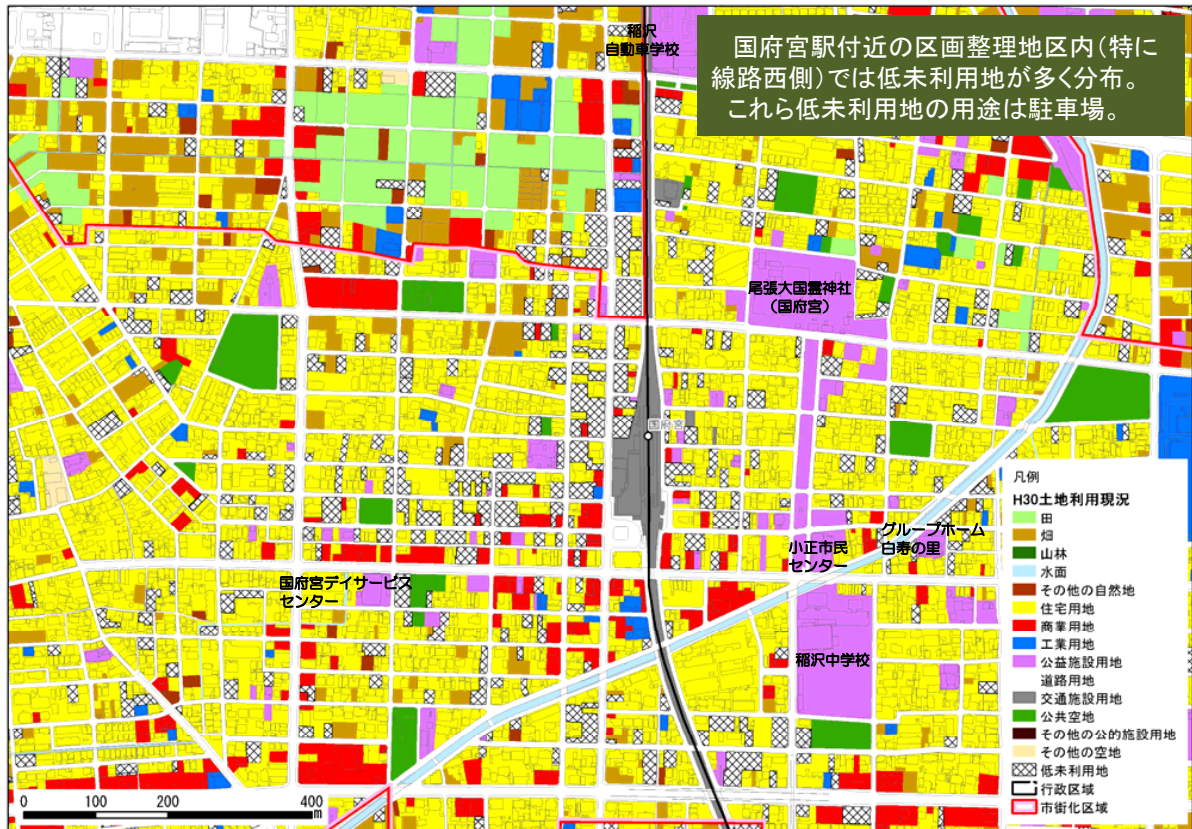 稲沢
自動車学校
国府宮駅付近の区画整理地区内(特に
線路西側)では低未利用地が多く分布。
これら低未利用地の用途は駐車場。
尾張大国霊神社
(国府宮)
国府宮
グループホーム
白寿の里
小正市民
センター
国府宮デイサービス
センター
稲沢中学校
凡例
H30土地利用現況
田
畑
山林
水面
その他の自然地
住宅用地
商業用地
工業用地
公益施設用地
道路用地
交通施設用地
公共空地
その他の公的施設用地
その他の空地
低未利用地
行政区域
市街化区域
0 100 200 400
m